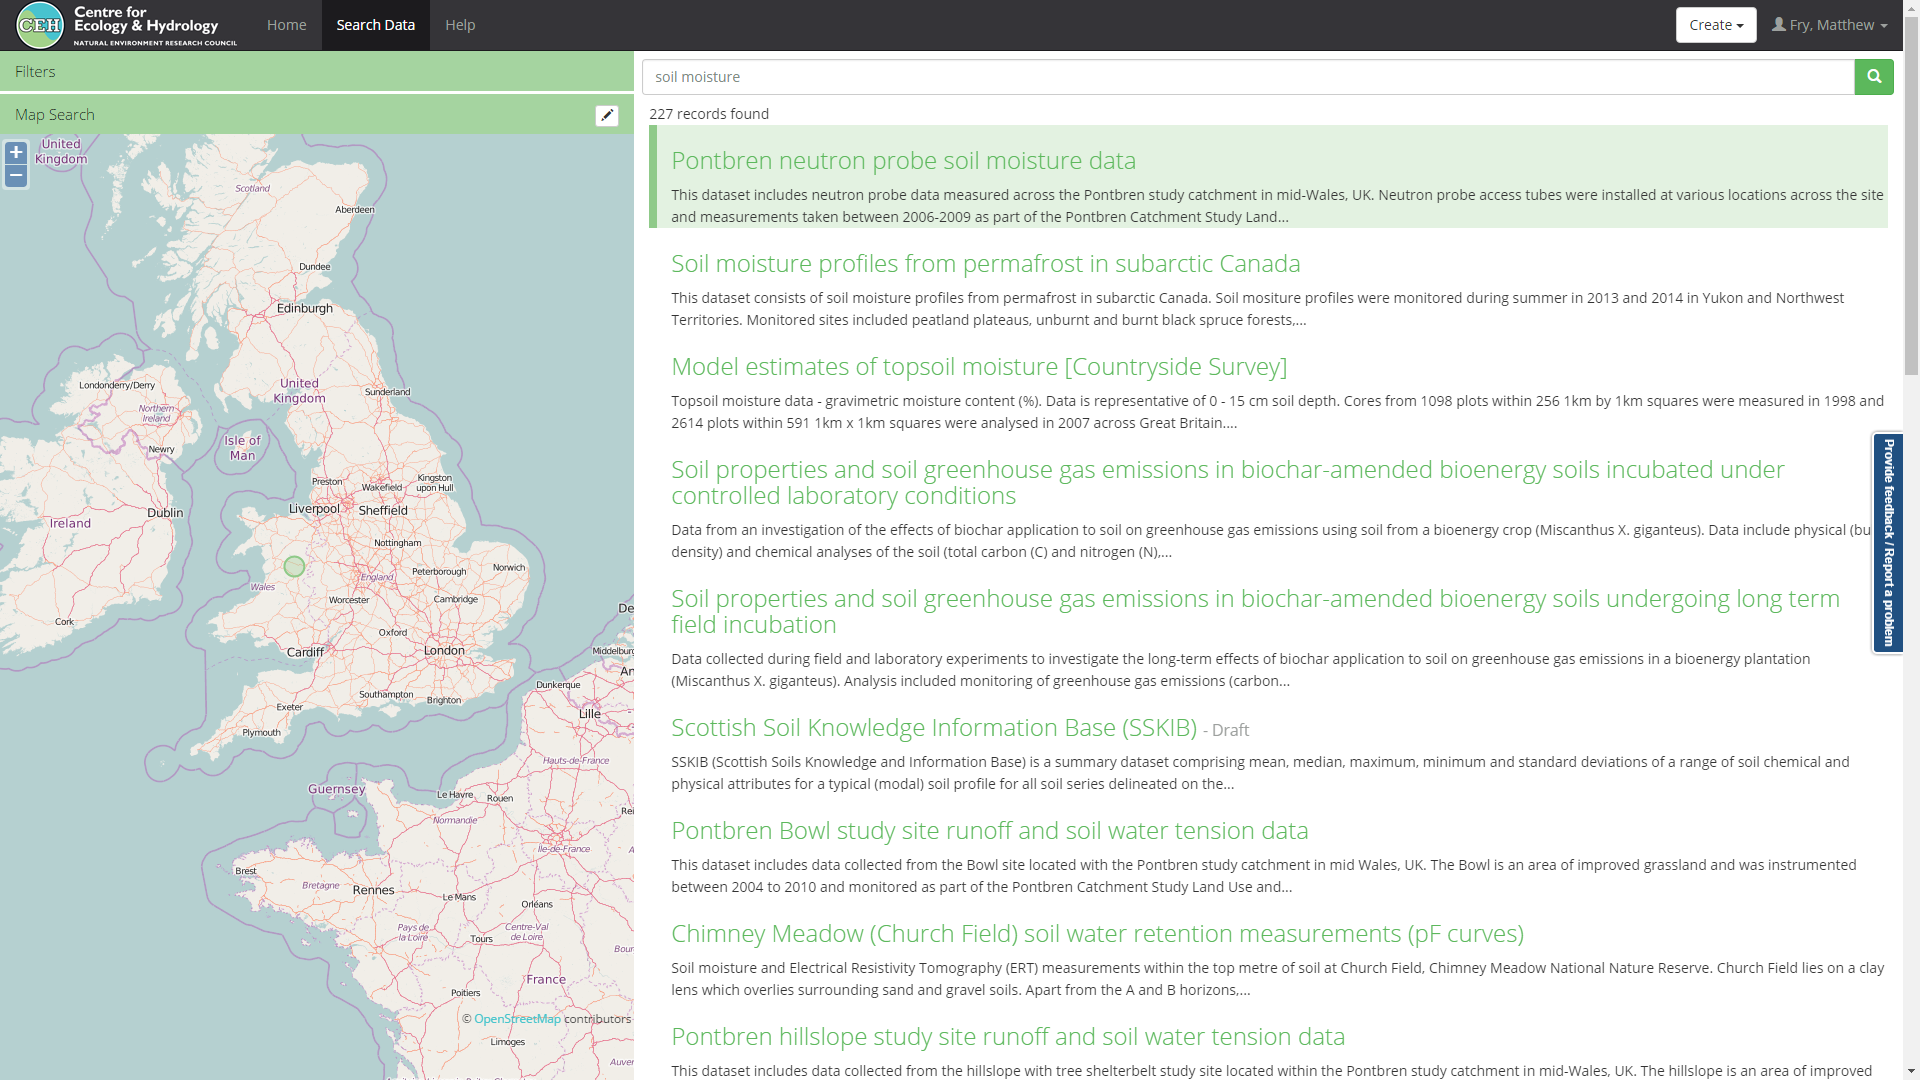 Centre for
Ecology & Hydrology
NATURAL ENVIRONMENT RESEARCH COUNCIL
CEH
Home
Search Data
Help
Create
Fry, Matthew
Filters
Map Search
+
−
United
Kingdom
Scotland
Aberdeen
Dundee
Edinburgh
Londonderry/Derry
Northern
Ireland
United
Kingdom
Sunderland
Isle of
Man
Newry
Preston
Wakefield
Kingston
upon Hull
Dublin
Liverpool
Sheffield
Ireland
Nottingham
Norwich
Peterborough
England
Wales
Worcester
Cambridge
Cork
Oxford
De
Cardiff
London
Middelburg
An
Dunkerque
Southampton
Brighton
Exeter
Lille
Plymouth
Hauts-de-France
Guernsey
Le Havre
Rouen
Rei
Normandie
Île-de-France
A
Brest
Bretagne
Rennes
Le Mans
Orléans
Pays de
la Loire
Centre-Val
de Loire
Tours
Bour
France
Poitiers
© OpenStreetMap contributors
Limoges
Auver
soil moisture
227 records found
Pontbren neutron probe soil moisture data
This dataset includes neutron probe data measured across the Pontbren study catchment in mid-Wales, UK. Neutron probe access tubes were installed at various locations across the site
and measurements taken between 2006-2009 as part of the Pontbren Catchment Study Land...
Soil moisture profiles from permafrost in subarctic Canada
This dataset consists of soil moisture profiles from permafrost in subarctic Canada. Soil mositure profiles were monitored during summer in 2013 and 2014 in Yukon and Northwest
Territories. Monitored sites included peatland plateaus, unburnt and burnt black spruce forests,...
Model estimates of topsoil moisture [Countryside Survey]
Topsoil moisture data - gravimetric moisture content (%). Data is representative of 0 - 15 cm soil depth. Cores from 1098 plots within 256 1km by 1km squares were measured in 1998 and
2614 plots within 591 1km x 1km squares were analysed in 2007 across Great Britain....
Soil properties and soil greenhouse gas emissions in biochar-amended bioenergy soils incubated under
controlled laboratory conditions
Data from an investigation of the effects of biochar application to soil on greenhouse gas emissions using soil from a bioenergy crop (Miscanthus X. giganteus). Data include physical (bu
density) and chemical analyses of the soil (total carbon (C) and nitrogen (N),...
Soil properties and soil greenhouse gas emissions in biochar-amended bioenergy soils undergoing long term
field incubation
Data collected during field and laboratory experiments to investigate the long-term effects of biochar application to soil on greenhouse gas emissions in a bioenergy plantation
(Miscanthus X. giganteus). Analysis included monitoring of greenhouse gas emissions (carbon...
Scottish Soil Knowledge Information Base (SSKIB) - Draft
SSKIB (Scottish Soils Knowledge and Information Base) is a summary dataset comprising mean, median, maximum, minimum and standard deviations of a range of soil chemical and
physical attributes for a typical (modal) soil profile for all soil series delineated on the...
Pontbren Bowl study site runoff and soil water tension data
This dataset includes data collected from the Bowl site located with the Pontbren study catchment in mid Wales, UK. The Bowl is an area of improved grassland and was instrumented
between 2004 to 2010 and monitored as part of the Pontbren Catchment Study Land Use and...
Chimney Meadow (Church Field) soil water retention measurements (pF curves)
Soil moisture and Electrical Resistivity Tomography (ERT) measurements within the top metre of soil at Church Field, Chimney Meadow National Nature Reserve. Church Field lies on a clay
lens which overlies surrounding sand and gravel soils. Apart from the A and B horizons,...
Pontbren hillslope study site runoff and soil water tension data
This dataset includes data collected from the hillslope with tree shelterbelt study site located within the Pontbren study catchment in mid-Wales, UK. The hillslope is an area of improved
Provide feedback / Report a problem